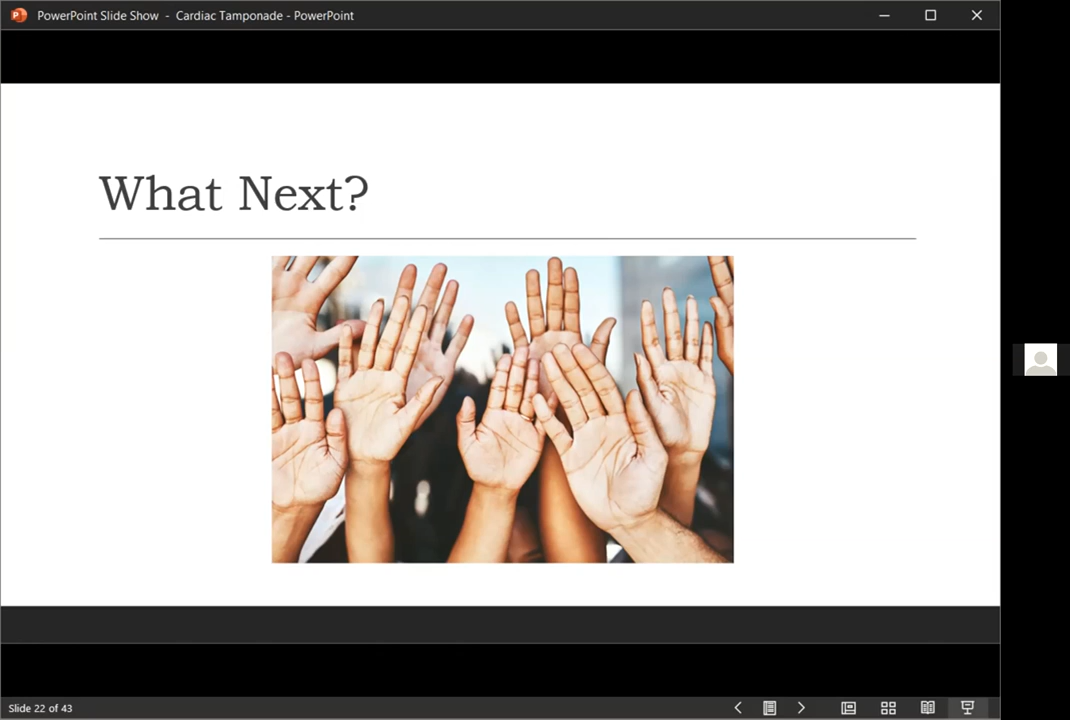 PowerPoint Slide Show - Cardiac Tamponade - PowerPoint
What Next?
Slide 22 of 43